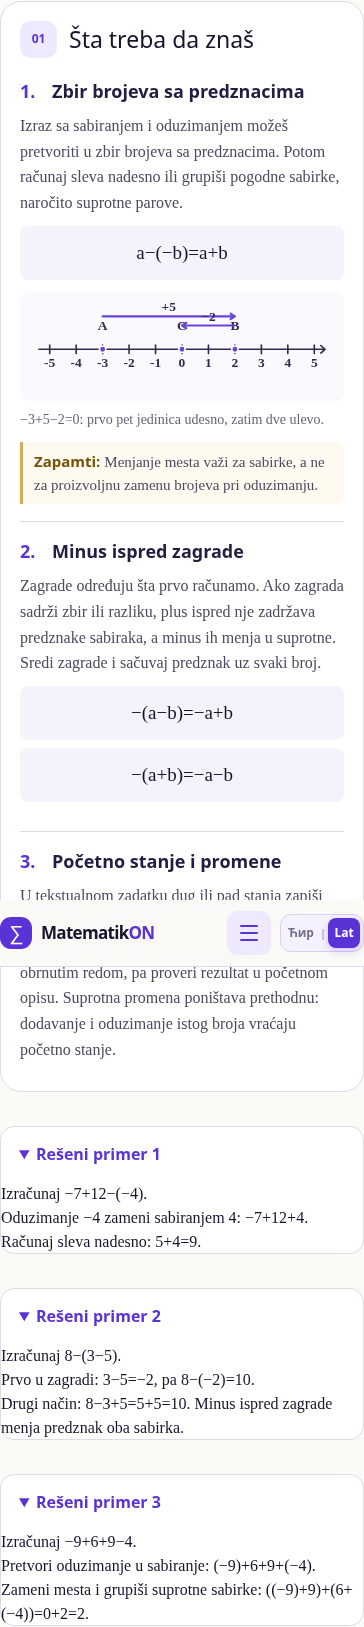 01 Šta treba da znaš
1. Zbir brojeva sa predznacima
Izraz sa sabiranjem i oduzimanjem možeš
pretvoriti u zbir brojeva sa predznacima. Potom
računaj sleva nadesno ili grupiši pogodne sabirke,
naročito suprotne parove.
a−(−b)=a+b
+5
−2
A C B
-5 -4 -3 -2 -1 0 1 2 3 4 5
−3+5−2=0: prvo pet jedinica udesno, zatim dve ulevo.
Zapamti: Menjanje mesta važi za sabirke, a ne
za proizvoljnu zamenu brojeva pri oduzimanju.
2. Minus ispred zagrade
Zagrade određuju šta prvo računamo. Ako zagrada
sadrži zbir ili razliku, plus ispred nje zadržava
predznake sabiraka, a minus ih menja u suprotne.
Sredi zagrade i sačuvaj predznak uz svaki broj.
−(a−b)=−a+b
−(a+b)=−a−b
3. Početno stanje i promene
U tekstualnom zadatku dug ili pad stanja zapiši
∑ MatematikON Ћир | Lat
obrnutim redom, pa proveri rezultat u početnom
opisu. Suprotna promena poništava prethodnu:
dodavanje i oduzimanje istog broja vraćaju
početno stanje.
▼ Rešeni primer 1
Izračunaj −7+12−(−4).
Oduzimanje −4 zameni sabiranjem 4: −7+12+4.
Računaj sleva nadesno: 5+4=9.
▼ Rešeni primer 2
Izračunaj 8−(3−5).
Prvo u zagradi: 3−5=−2, pa 8−(−2)=10.
Drugi način: 8−3+5=5+5=10. Minus ispred zagrade
menja predznak oba sabirka.
▼ Rešeni primer 3
Izračunaj −9+6+9−4.
Pretvori oduzimanje u sabiranje: (−9)+6+9+(−4).
Zameni mesta i grupiši suprotne sabirke: ((−9)+9)+(6+
(−4))=0+2=2.